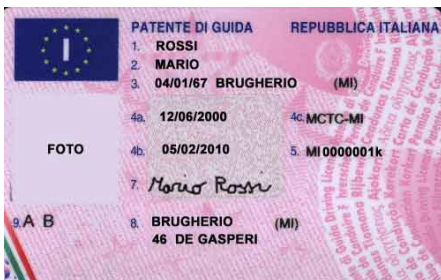 I
PATENTE DI GUIDA REPUBBLICA ITALIANA
1. ROSSI
2. MARIO
3. 04/01/67 BRUGHERIO (MI)
4a. 12/06/2000 4c. MCTC-MI
FOTO
4b. 05/02/2010 5. MI0000001k
7. Mario Rossi
9. A B
8. BRUGHERIO (MI)
46 DE GASPERI